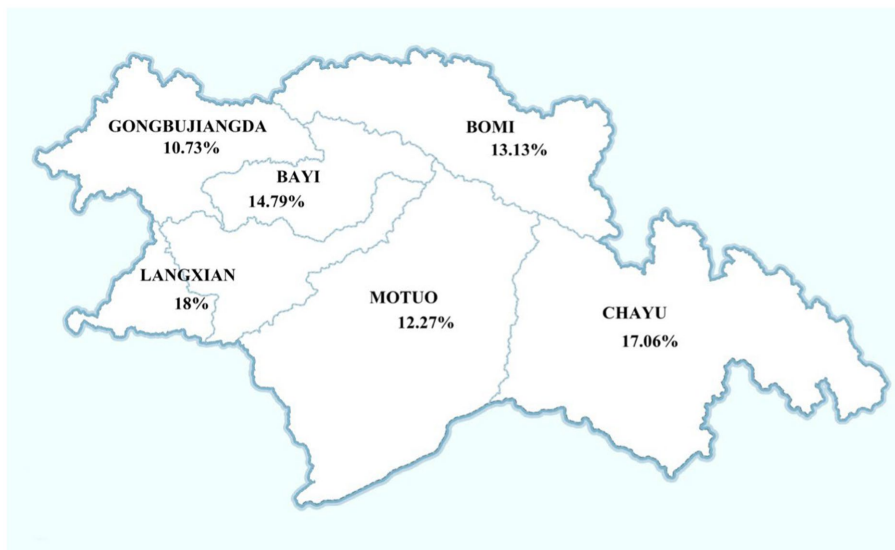 GONGBUJIANGDA
10.73%
BOMI
13.13%
BAYI
14.79%
LANGXIAN
18%
MOTUO
12.27%
CHAYU
17.06%